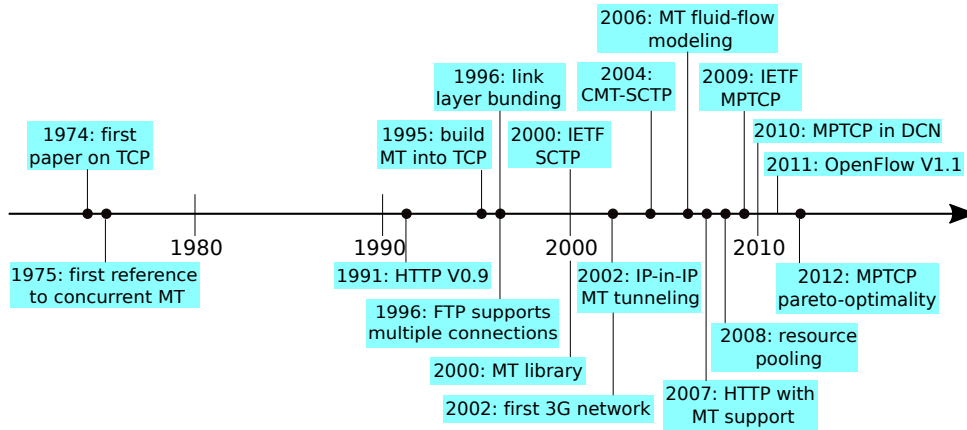 2006: MT fluid-flow
modeling
1996: link
layer bunding
2004:
CMT-SCTP
2009: IETF
MPTCP
1974: first
paper on TCP
1995: build
MT into TCP
2000: IETF
SCTP
2010: MPTCP in DCN
2011: OpenFlow V1.1
1980
1990
2000
2010
1975: first reference
to concurrent MT
1991: HTTP V0.9
2002: IP-in-IP
MT tunneling
2012: MPTCP
pareto-optimality
1996: FTP supports
multiple connections
2008: resource
pooling
2000: MT library
2002: first 3G network
2007: HTTP with
MT support